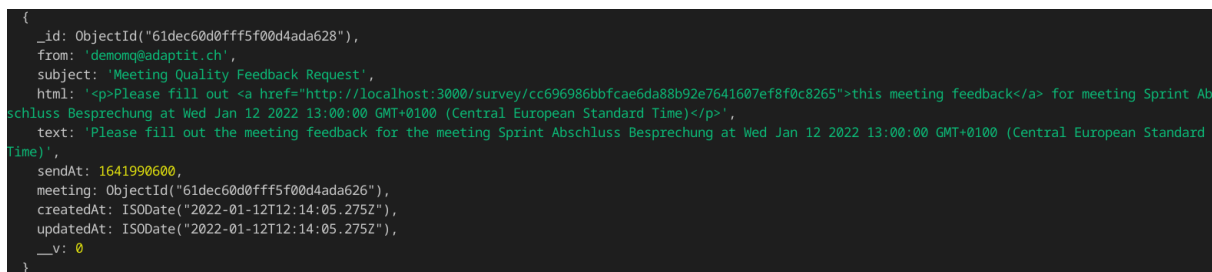 {
_id: ObjectId("61dec60d0fff5f00d4ada628"),
from: 'demomq@adaptit.ch',
subject: 'Meeting Quality Feedback Request',
html: '<p>Please fill out <a href="http://localhost:3000/survey/cc696986bbfcae6da88b92e7641607ef8f0c8265">this meeting feedback</a> for meeting Sprint Ab
schluss Besprechung at Wed Jan 12 2022 13:00:00 GMT+0100 (Central European Standard Time)</p>',
text: 'Please fill out the meeting feedback for the meeting Sprint Abschluss Besprechung at Wed Jan 12 2022 13:00:00 GMT+0100 (Central European Standard
Time)',
sendAt: 1641990600,
meeting: ObjectId("61dec60d0fff5f00d4ada626"),
createdAt: ISODate("2022-01-12T12:14:05.275Z"),
updatedAt: ISODate("2022-01-12T12:14:05.275Z"),
__v: 0
}